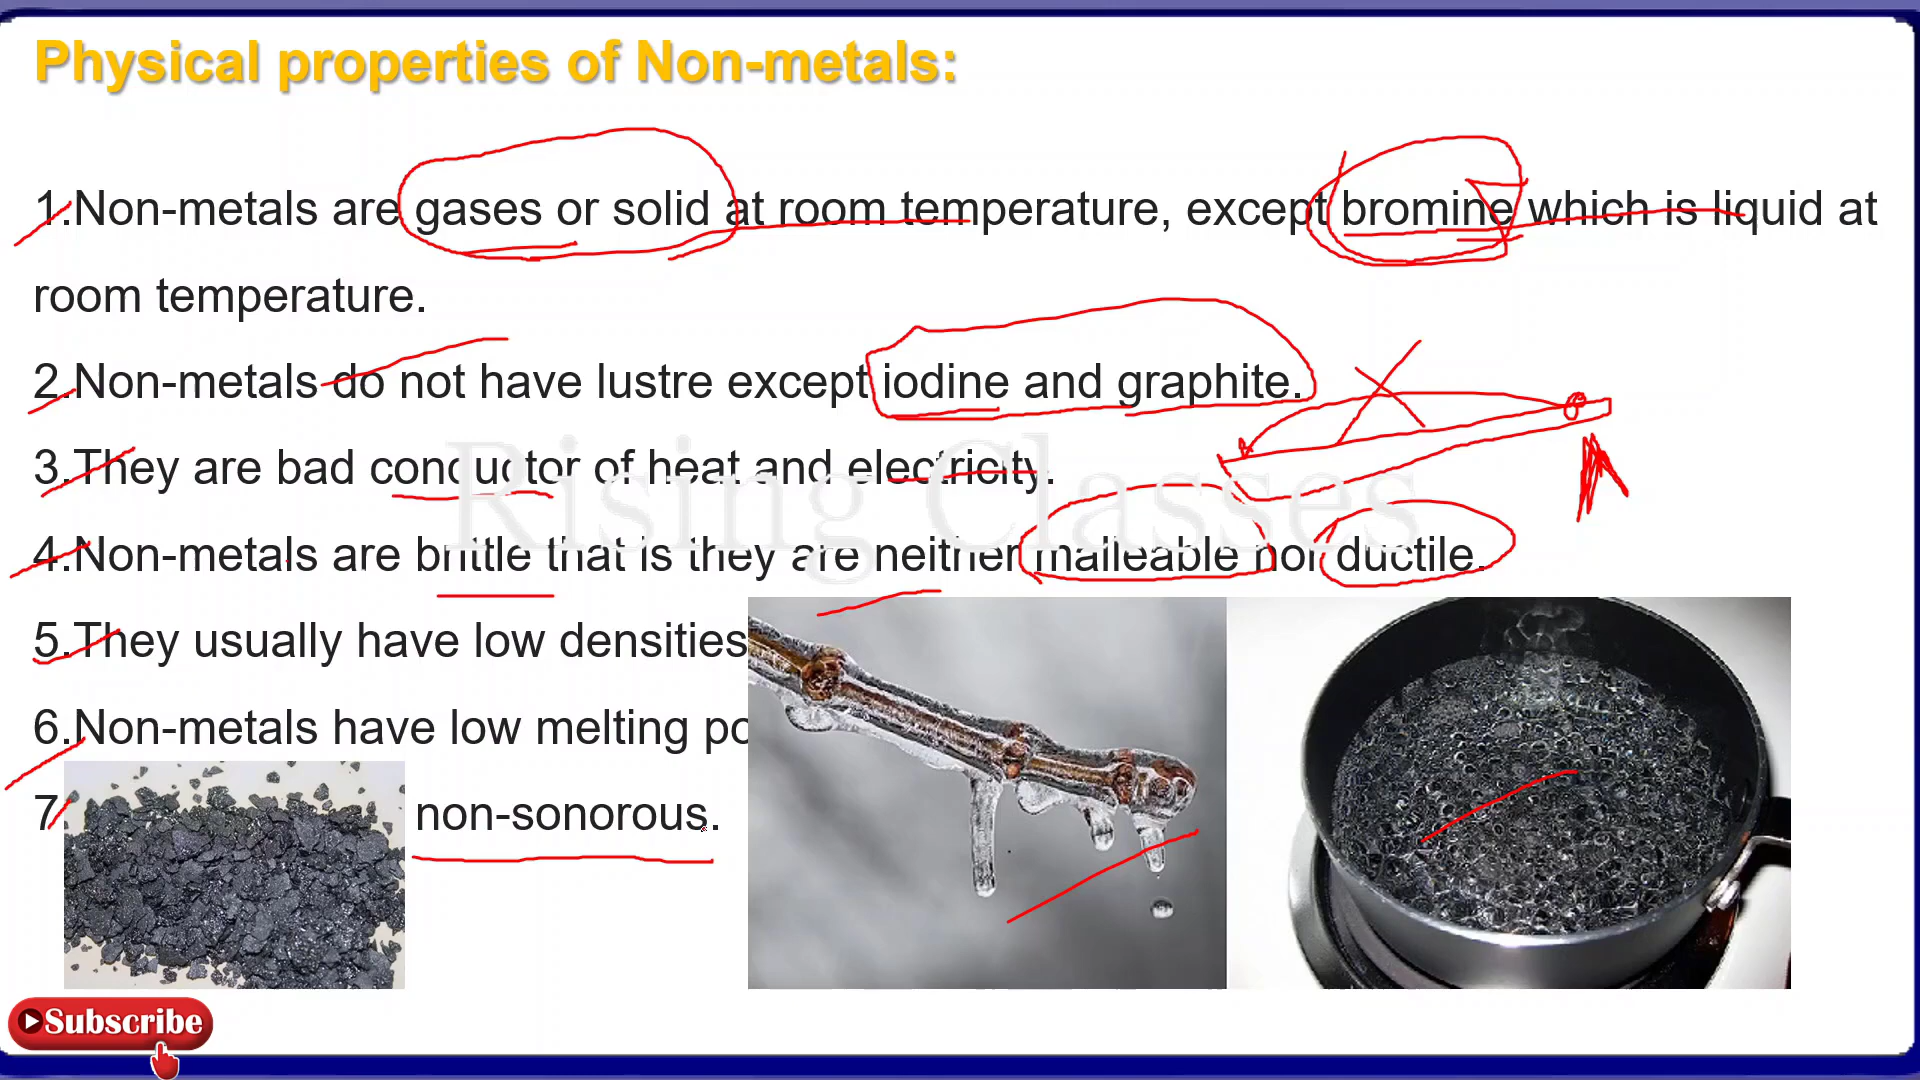 Physical properties of Non-metals:
1.Non-metals are gases or solid at room temperature, except bromine which is liquid at
room temperature.
2.Non-metals do not have lustre except iodine and graphite.
3.They are bad conductor of heat and electricity.
Rising Classes
4.Non-metals are brittle that is they are neither malleable nor ductile.
5.They usually have low densities
6.Non-metals have low melting
7 non-sonorous.
Subscribe